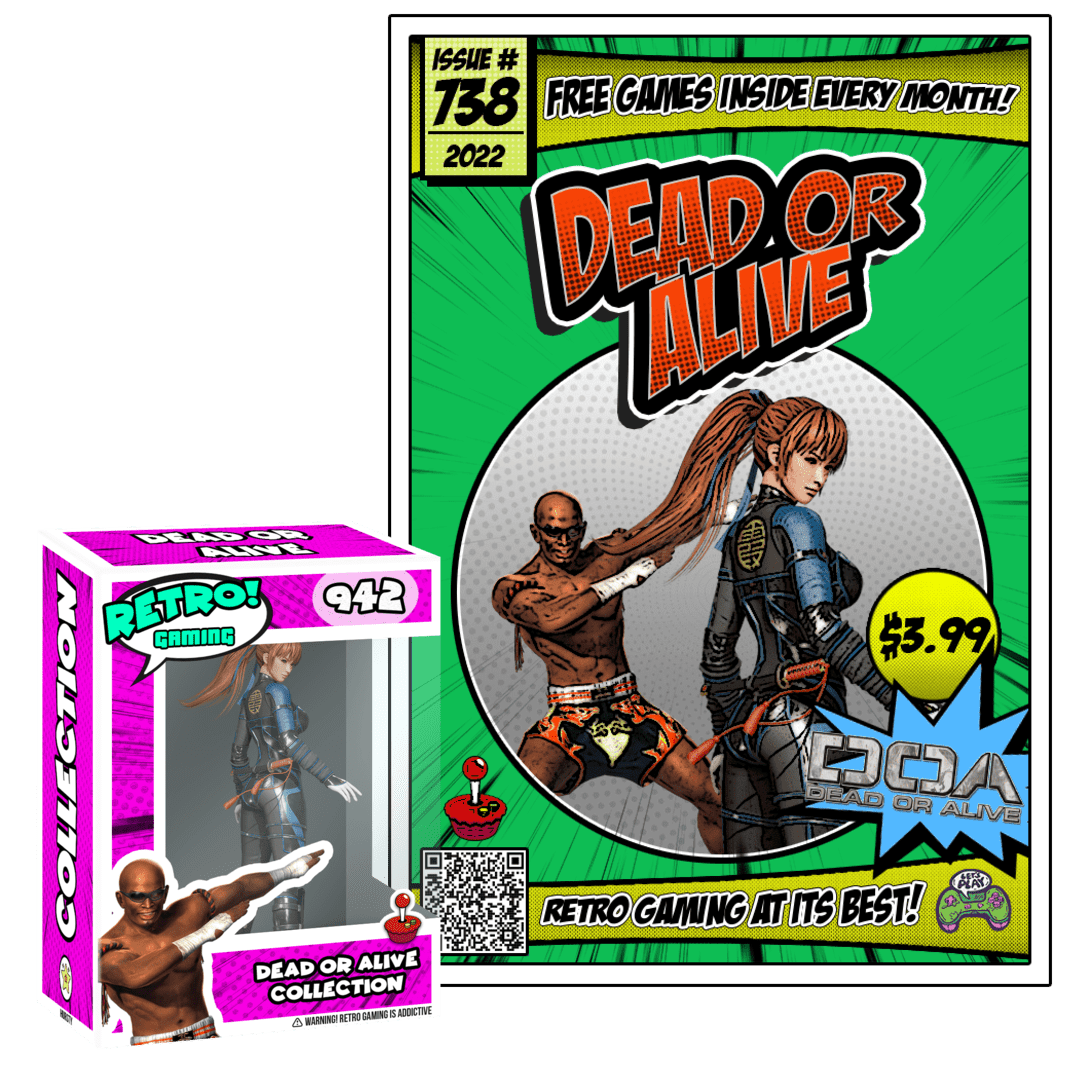 ISSUE #
738
2022
FREE GAMES INSIDE EVERY MONTH!
DEAD OR
ALIVE
$3.99
DOA
DEAD OR ALIVE
LET'S
PLAY
RETRO GAMING AT ITS BEST!
DEAD OR
ALIVE
COLLECTION
RETRO!
GAMING
942
DEAD OR ALIVE
COLLECTION
WARNING! RETRO GAMING IS ADDICTIVE